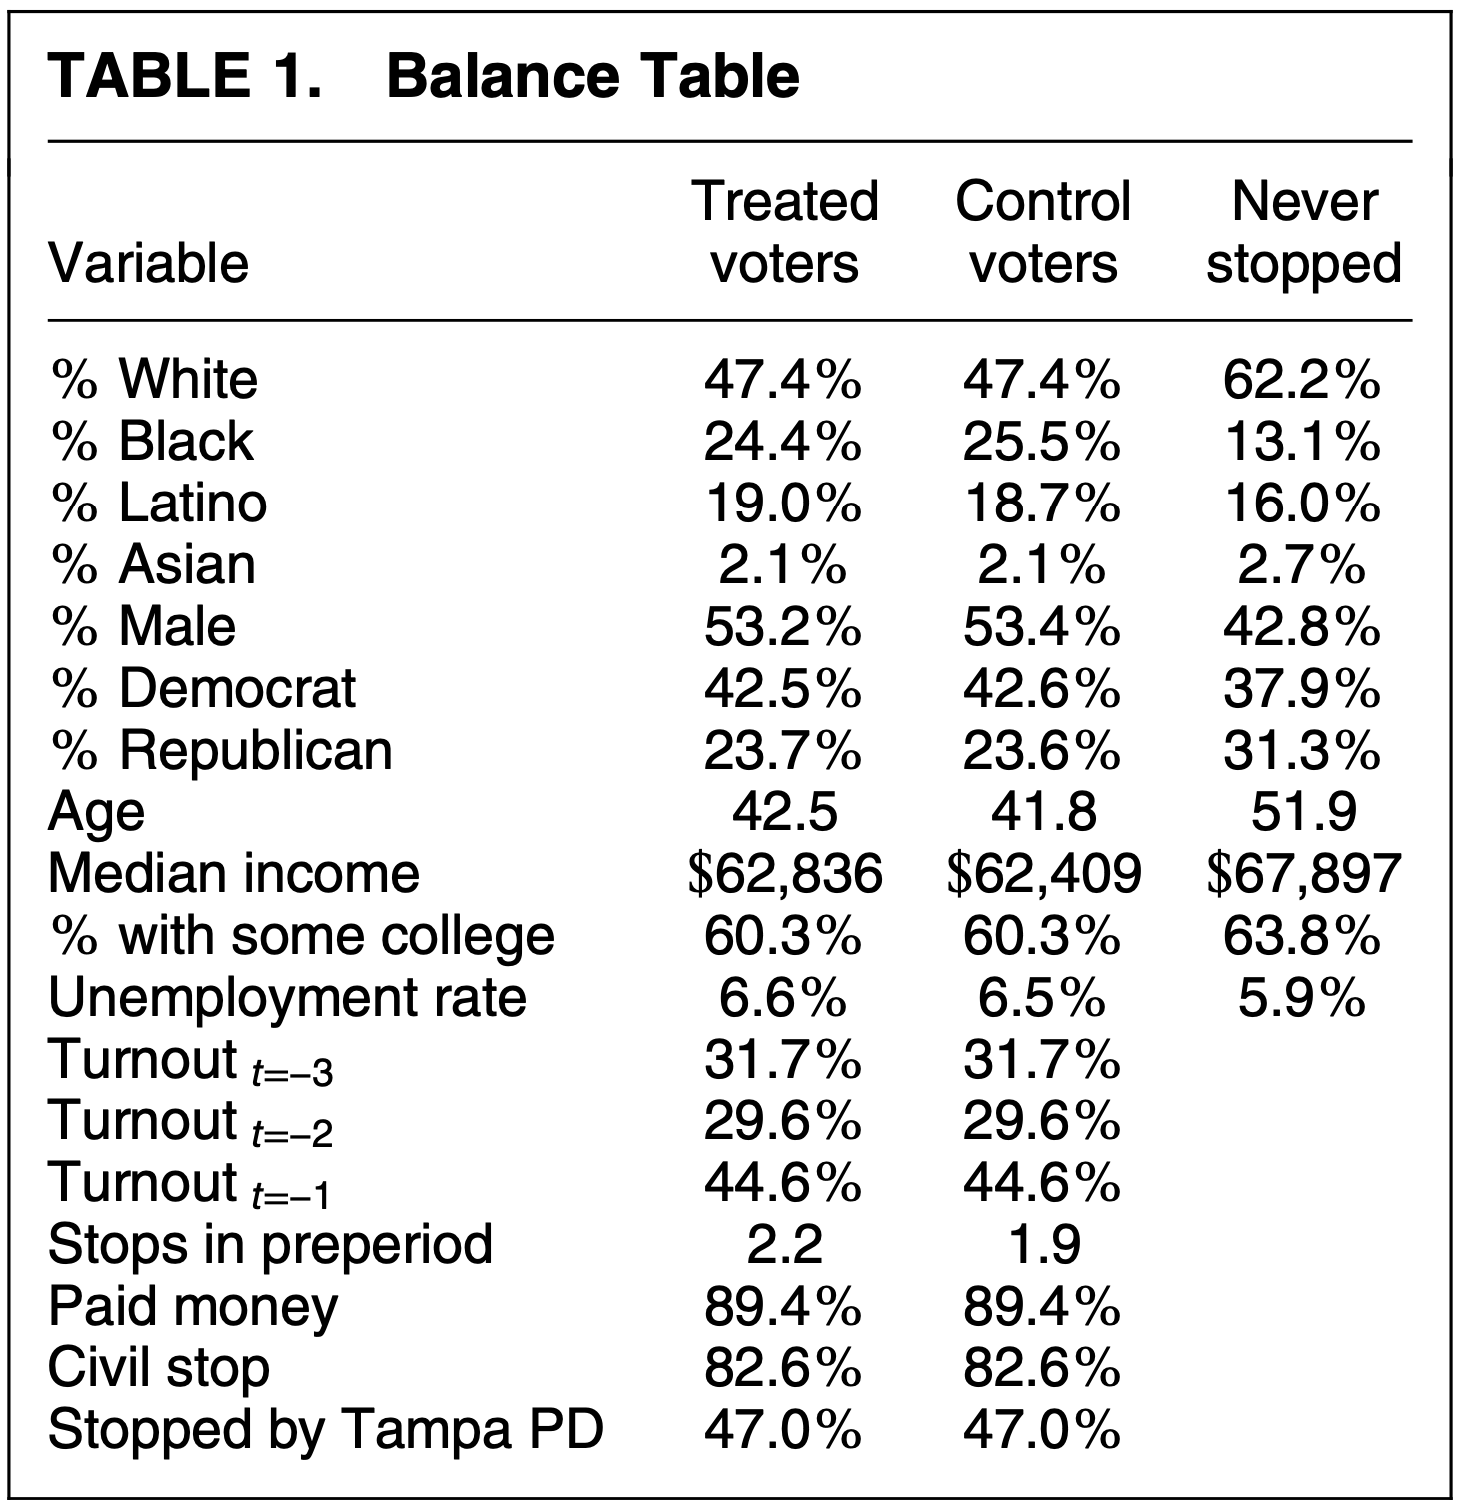 TABLE 1. Balance Table
Variable Treated voters Control voters Never stopped
% White 47.4% 47.4% 62.2%
% Black 24.4% 25.5% 13.1%
% Latino 19.0% 18.7% 16.0%
% Asian 2.1% 2.1% 2.7%
% Male 53.2% 53.4% 42.8%
% Democrat 42.5% 42.6% 37.9%
% Republican 23.7% 23.6% 31.3%
Age 42.5 41.8 51.9
Median income $62,836 $62,409 $67,897
% with some college 60.3% 60.3% 63.8%
Unemployment rate 6.6% 6.5% 5.9%
Turnout t=−3 31.7% 31.7%
Turnout t=−2 29.6% 29.6%
Turnout t=−1 44.6% 44.6%
Stops in preperiod 2.2 1.9
Paid money 89.4% 89.4%
Civil stop 82.6% 82.6%
Stopped by Tampa PD 47.0% 47.0%